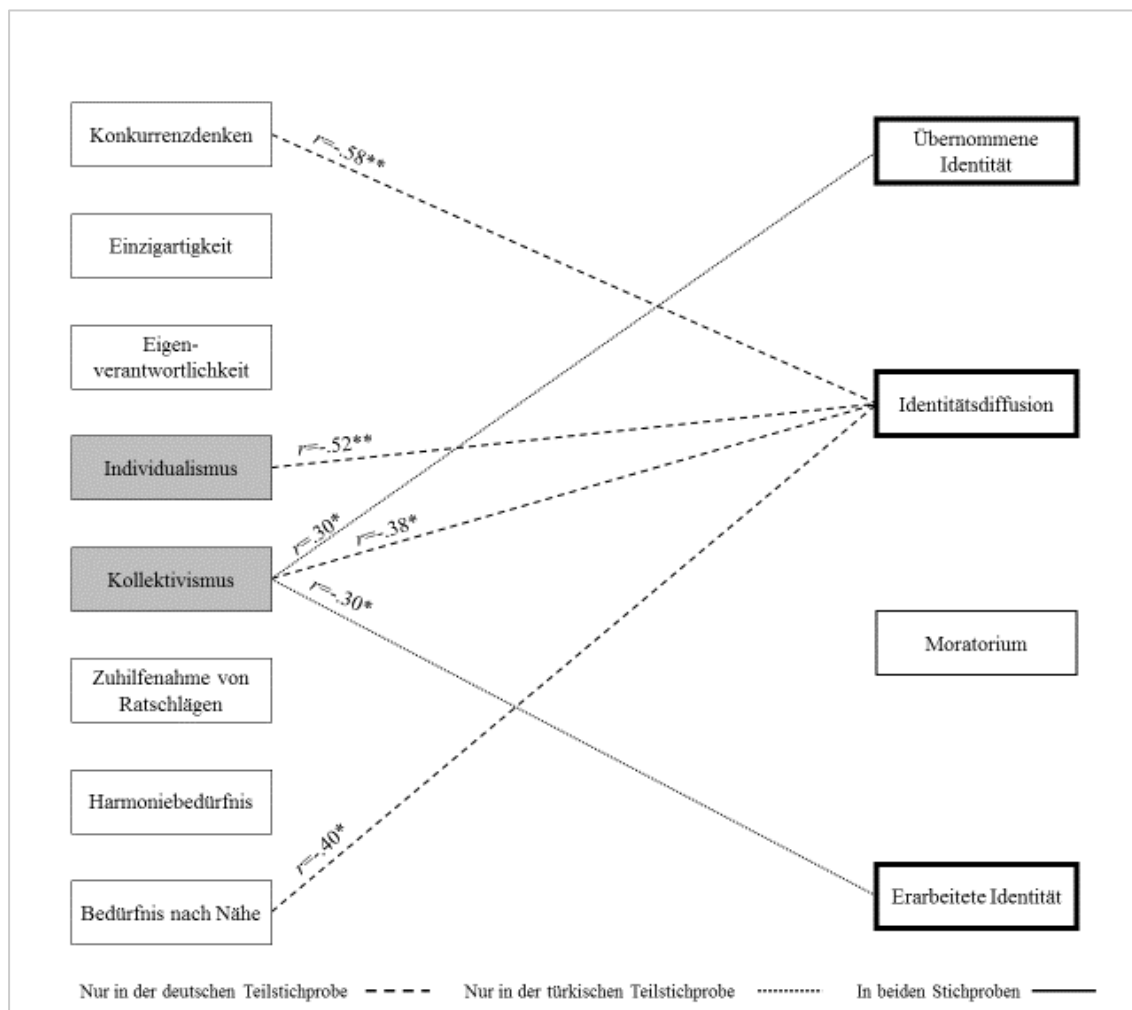 Konkurrenzdenken
Einzigartigkeit
Eigen-
verantwortlichkeit
Individualismus
Kollektivismus
Zuhilfenahme von
Ratschlägen
Harmoniebedürfnis
Bedürfnis nach Nähe
r=-.58**
r=-.52**
r=.30*
r=-.38*
r=-.30*
r=-.40*
Übernommene
Identität
Identitätsdiffusion
Moratorium
Erarbeitete Identität
Nur in der deutschen Teilstichprobe
Nur in der türkischen Teilstichprobe
In beiden Stichproben